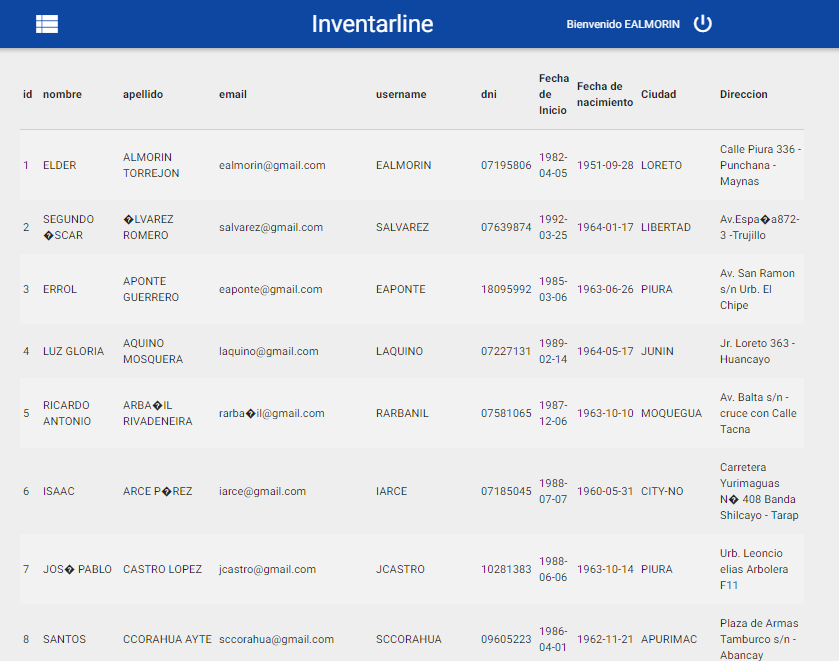 Inventarline
Bienvenido EALMORIN
id nombre apellido email username dni Fecha de Inicio Fecha de nacimiento Ciudad Direccion
1 ELDER ALMORIN TORREJON ealmorin@gmail.com EALMORIN 07195806 1982-04-05 1951-09-28 LORETO Calle Piura 336 - Punchana - Maynas
2 SEGUNDO �SCAR �LVAREZ ROMERO salvarez@gmail.com SALVAREZ 07639874 1992-03-25 1964-01-17 LIBERTAD Av.Espa�a872-3 -Trujillo
3 ERROL APONTE GUERRERO eaponte@gmail.com EAPONTE 18095992 1985-03-06 1963-06-26 PIURA Av. San Ramon s/n Urb. El Chipe
4 LUZ GLORIA AQUINO MOSQUERA laquino@gmail.com LAQUINO 07227131 1989-02-14 1964-05-17 JUNIN Jr. Loreto 363 - Huancayo
5 RICARDO ANTONIO ARBA�IL RIVADENEIRA rarba�il@gmail.com RARBANIL 07581065 1987-12-06 1963-10-10 MOQUEGUA Av. Balta s/n - cruce con Calle Tacna
6 ISAAC ARCE P�REZ iarce@gmail.com IARCE 07185045 1988-07-07 1960-05-31 CITY-NO Carretera Yurimaguas N� 408 Banda Shilcayo - Tarap
7 JOS� PABLO CASTRO LOPEZ jcastro@gmail.com JCASTRO 10281383 1988-06-06 1963-10-14 PIURA Urb. Leoncio elias Arbolera F11
8 SANTOS CCORAHUA AYTE sccorahua@gmail.com SCCORAHUA 09605223 1986-04-01 1962-11-21 APURIMAC Plaza de Armas Tamburco s/n - Abancay